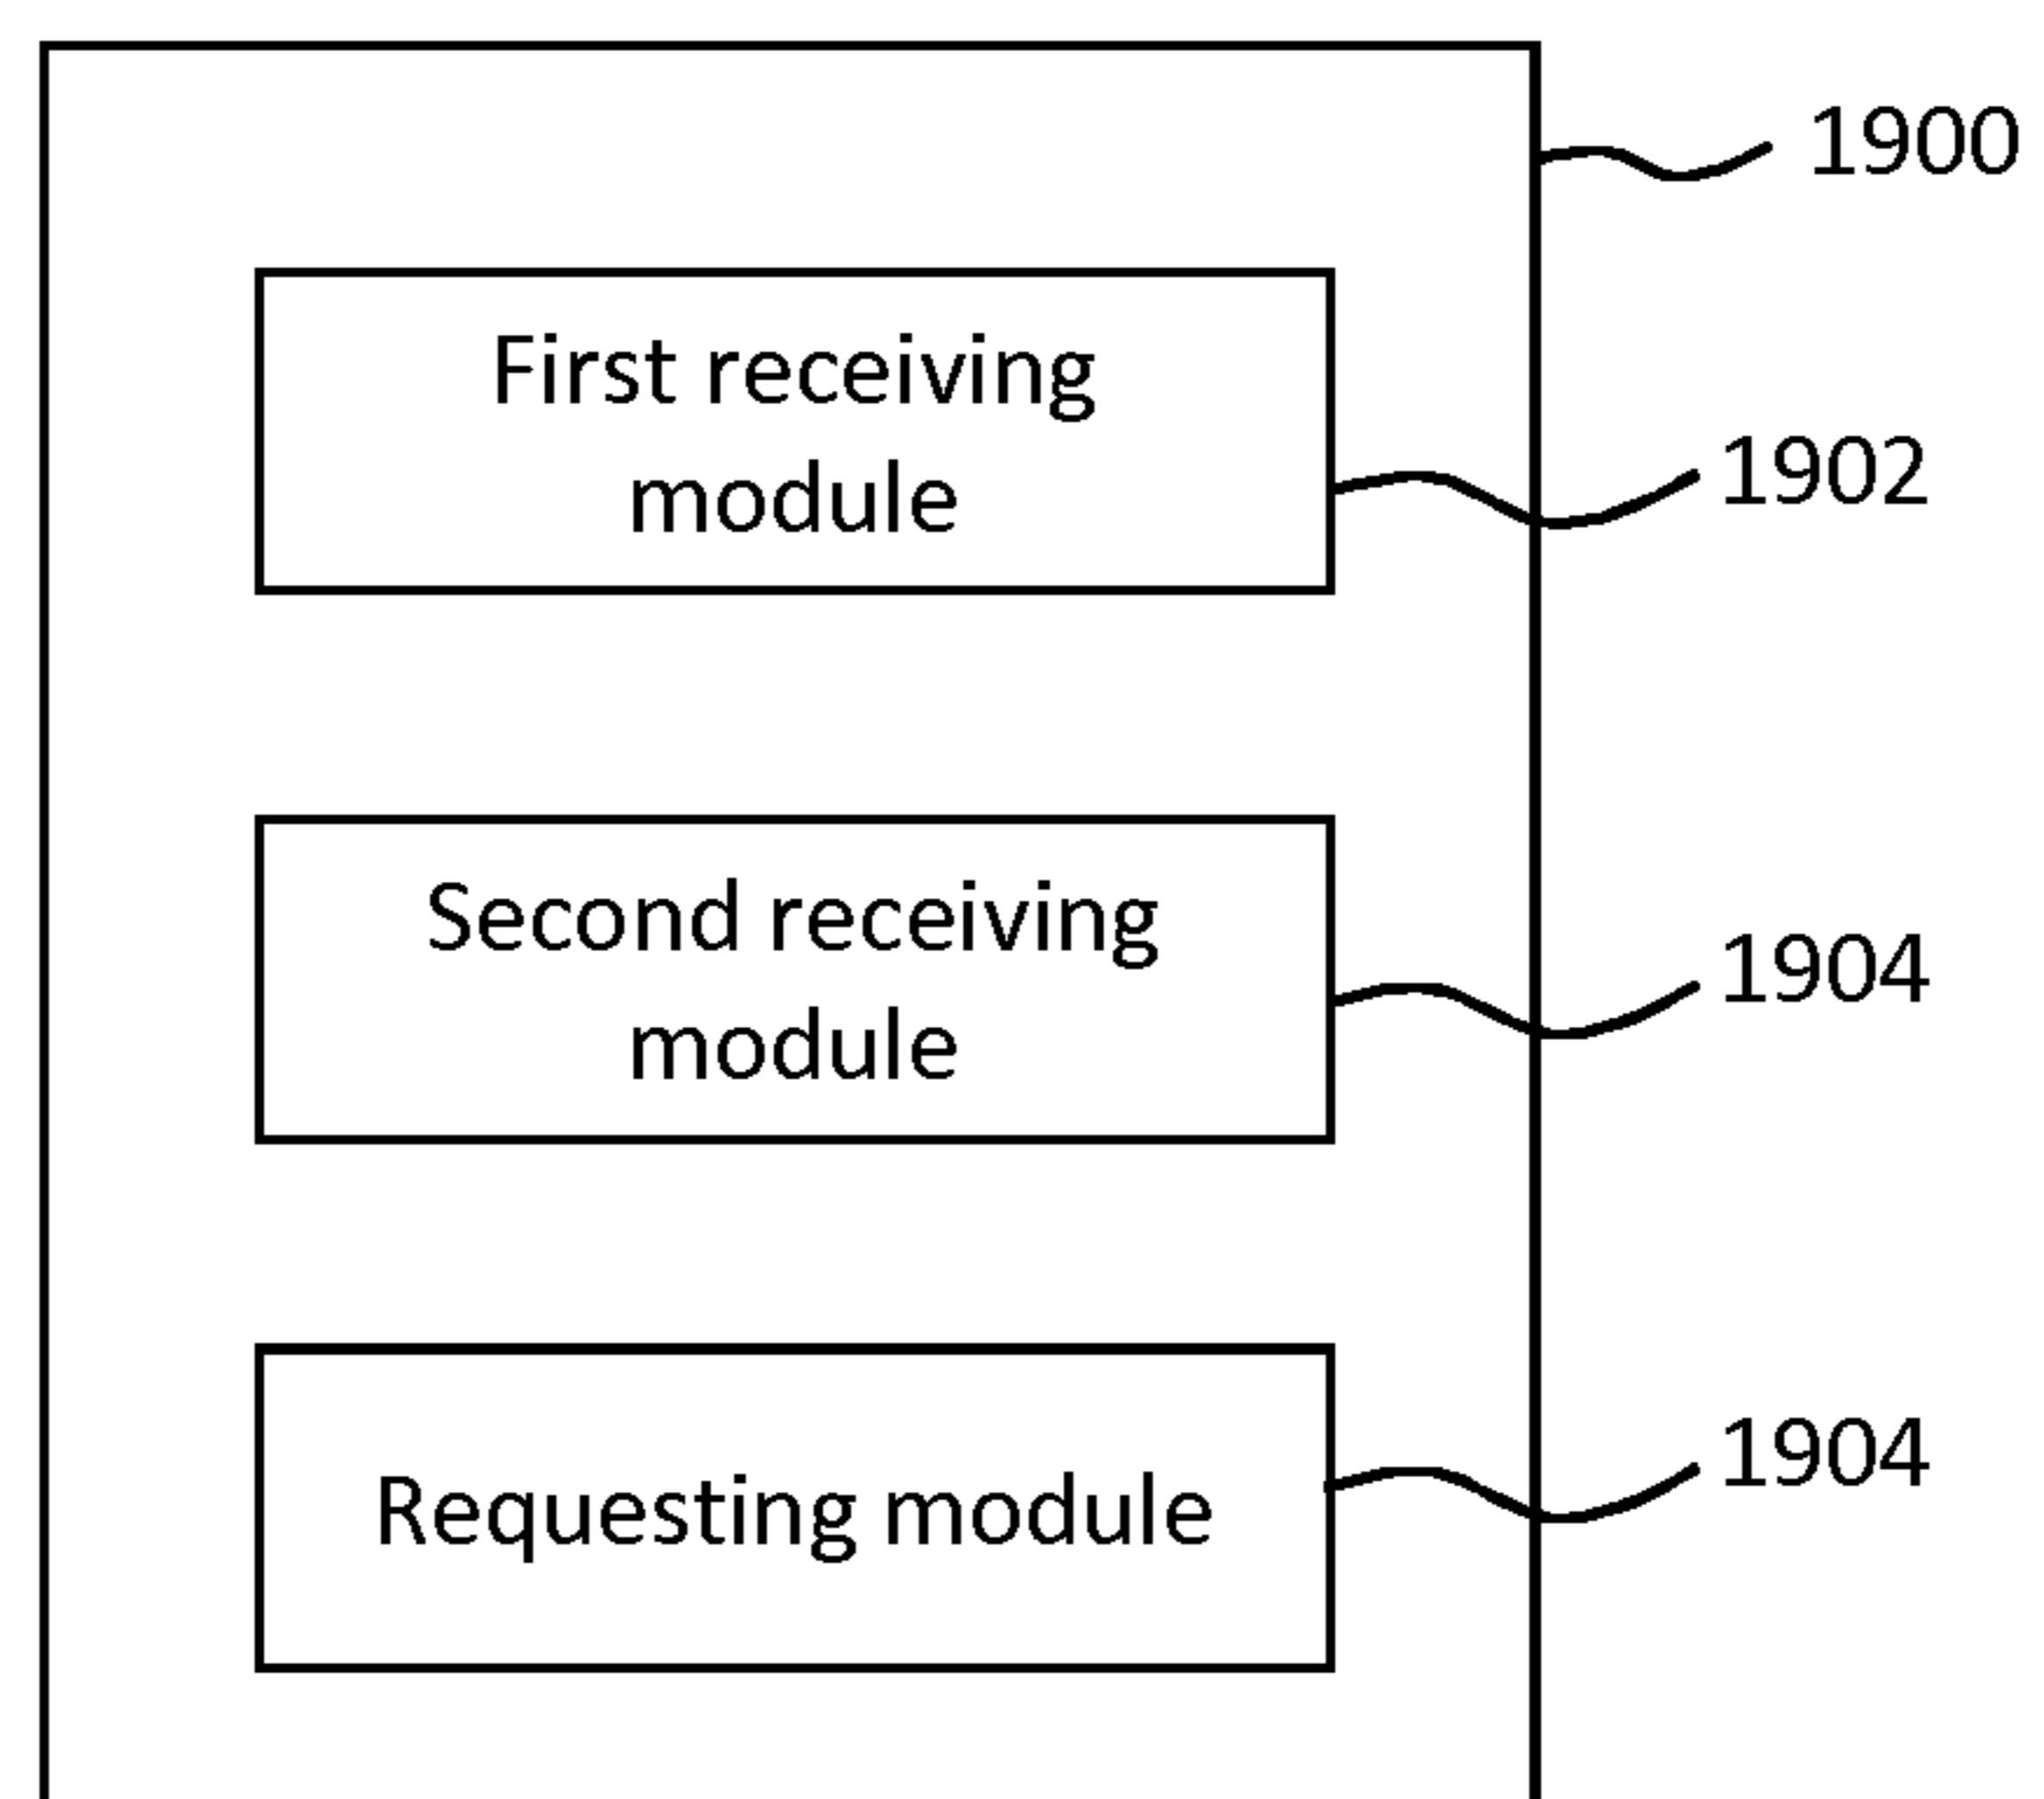 1900
First receiving
module
1902
Second receiving
module
1904
Requesting module
1904